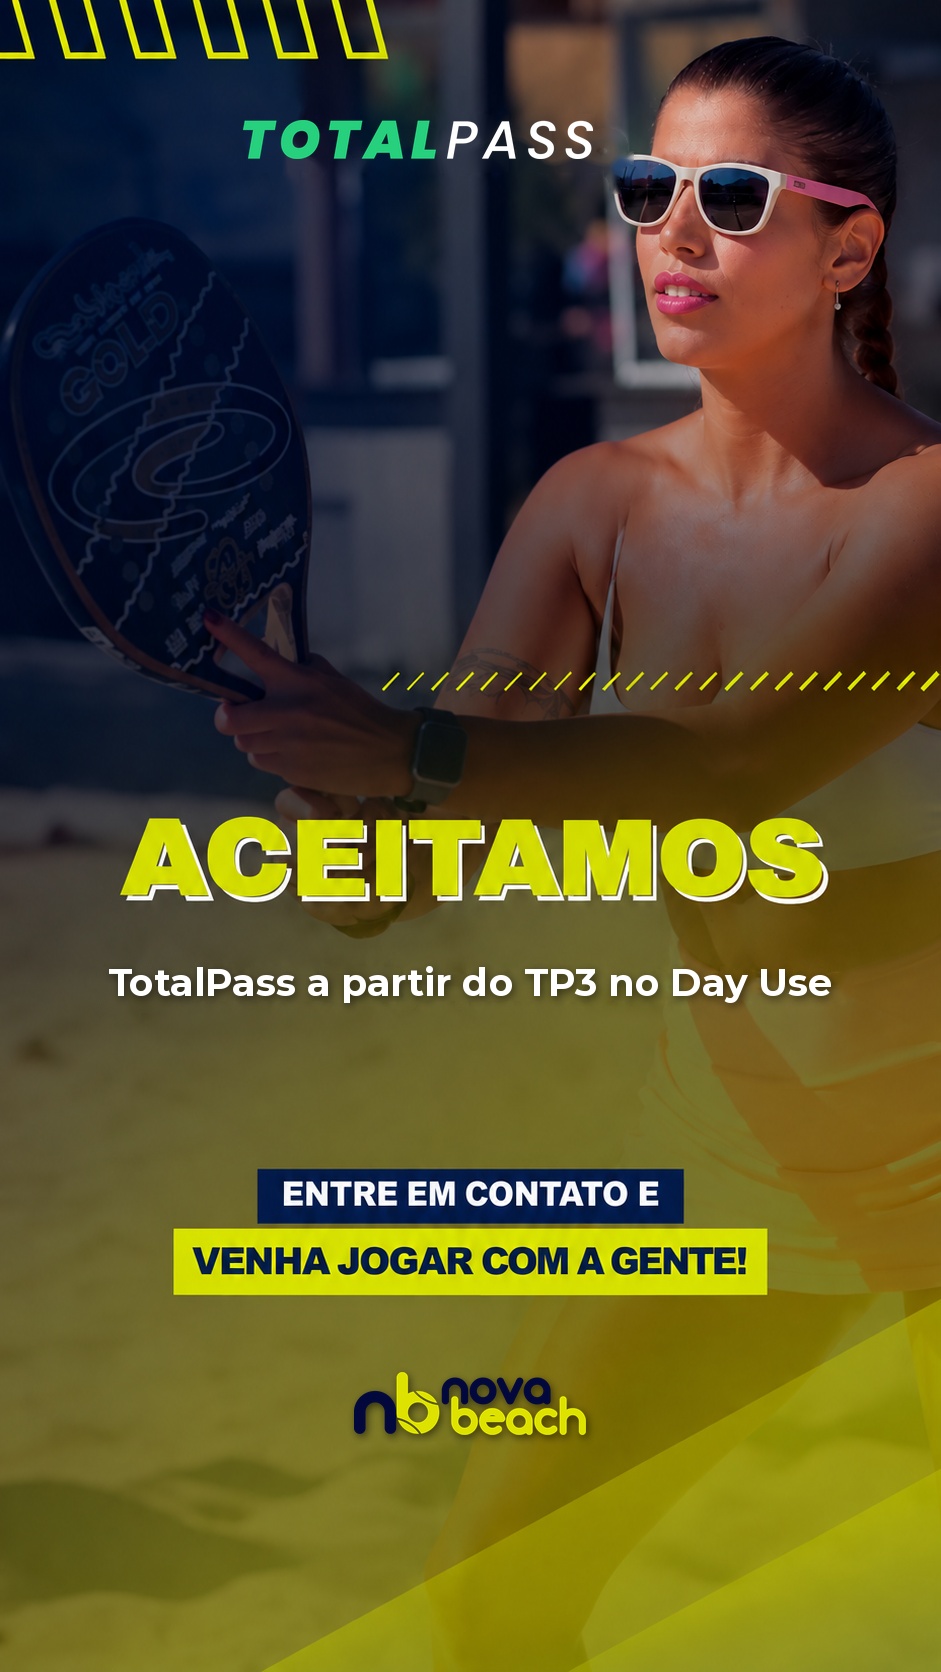 TOTALPASS
GOLD
ACEITAMOS
TotalPass a partir do TP3 no Day Use
ENTRE EM CONTATO E
VENHA JOGAR COM A GENTE!
nb nova
beach